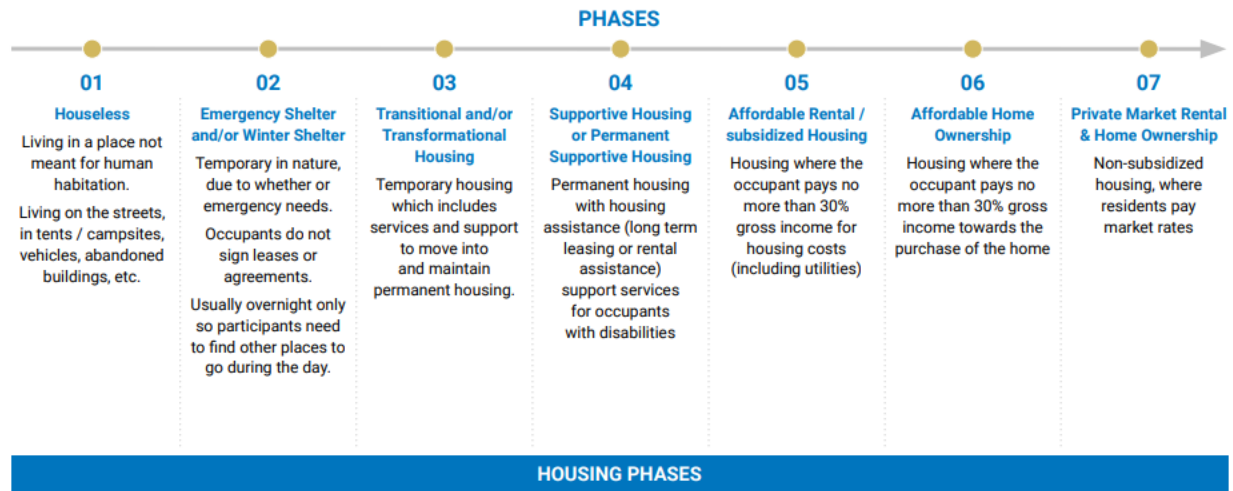 PHASES
01
Houseless
Living in a place not
meant for human
habitation.
Living on the streets,
in tents / campsites,
vehicles, abandoned
buildings, etc.
02
Emergency Shelter
and/or Winter Shelter
Temporary in nature,
due to whether or
emergency needs.
Occupants do not
sign leases or
agreements.
Usually overnight only
so participants need
to find other places to
go during the day.
03
Transitional and/or
Transformational
Housing
Temporary housing
which includes
services and support
to move into
and maintain
permanent housing.
04
Supportive Housing
or Permanent
Supportive Housing
Permanent housing
with housing
assistance (long term
leasing or rental
assistance)
support services
for occupants
with disabilities
05
Affordable Rental /
subsidized Housing
Housing where the
occupant pays no
more than 30%
gross income for
housing costs
(including utilities)
06
Affordable Home
Ownership
Housing where the
occupant pays no
more than 30% gross
income towards the
purchase of the home
07
Private Market Rental
& Home Ownership
Non-subsidized
housing, where
residents pay
market rates
HOUSING PHASES